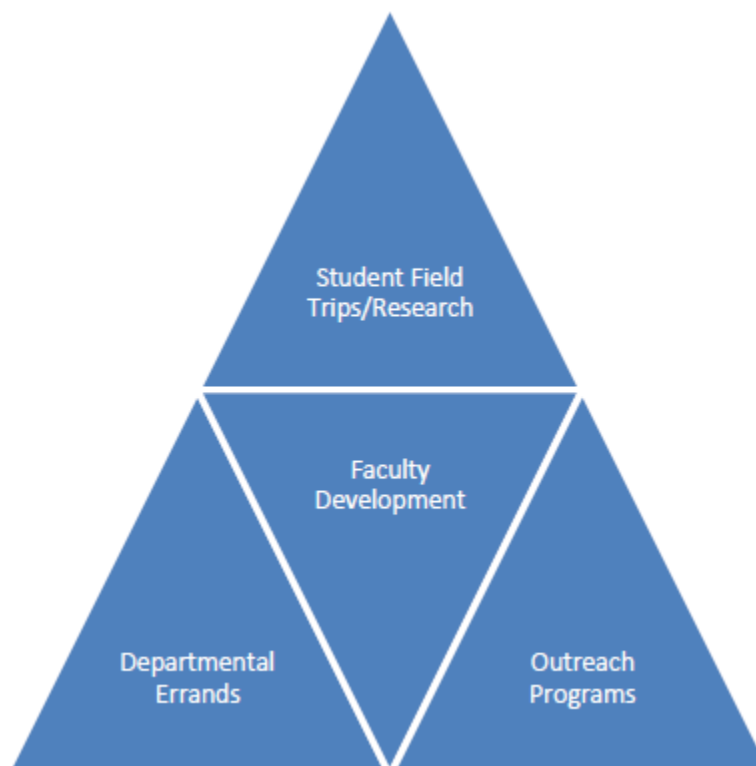 Student Field
Trips/Research
Faculty
Development
Departmental
Errands
Outreach
Programs